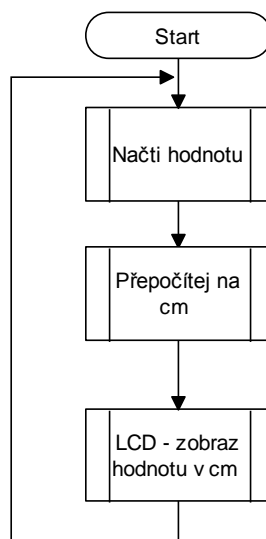 Start
Načti hodnotu
Přepočítej na
cm
LCD - zobraz
hodnotu v cm